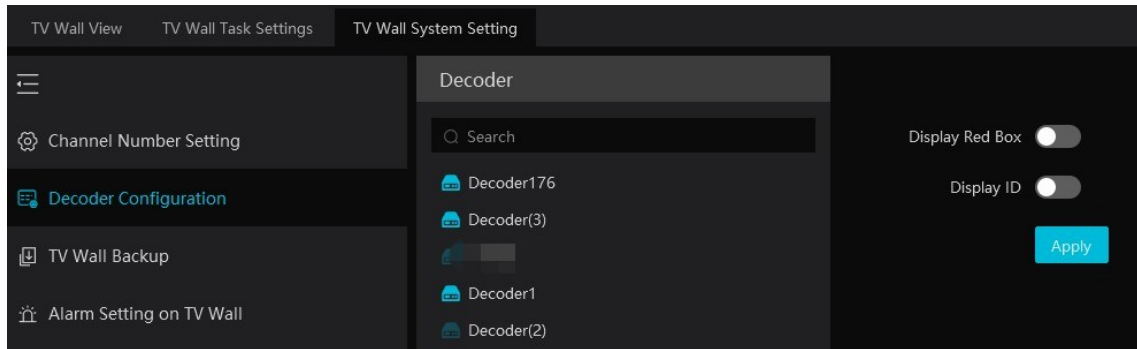 TV Wall View
TV Wall Task Settings
TV Wall System Setting
Channel Number Setting
Decoder Configuration
TV Wall Backup
Alarm Setting on TV Wall
Decoder
Search
Decoder176
Decoder(3)
Decoder1
Decoder(2)
Display Red Box
Display ID
Apply